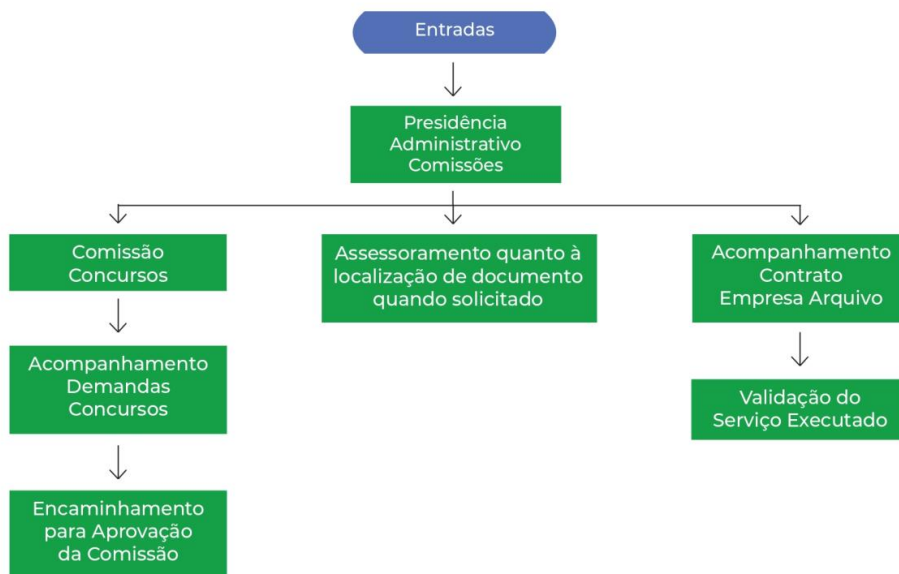 Entradas
Presidência
Administrativo
Comissões
Comissão
Concursos
Assessoramento quanto à
localização de documento
quando solicitado
Acompanhamento
Contrato
Empresa Arquivo
Acompanhamento
Demandas
Concursos
Validação do
Serviço Executado
Encaminhamento
para Aprovação
da Comissão